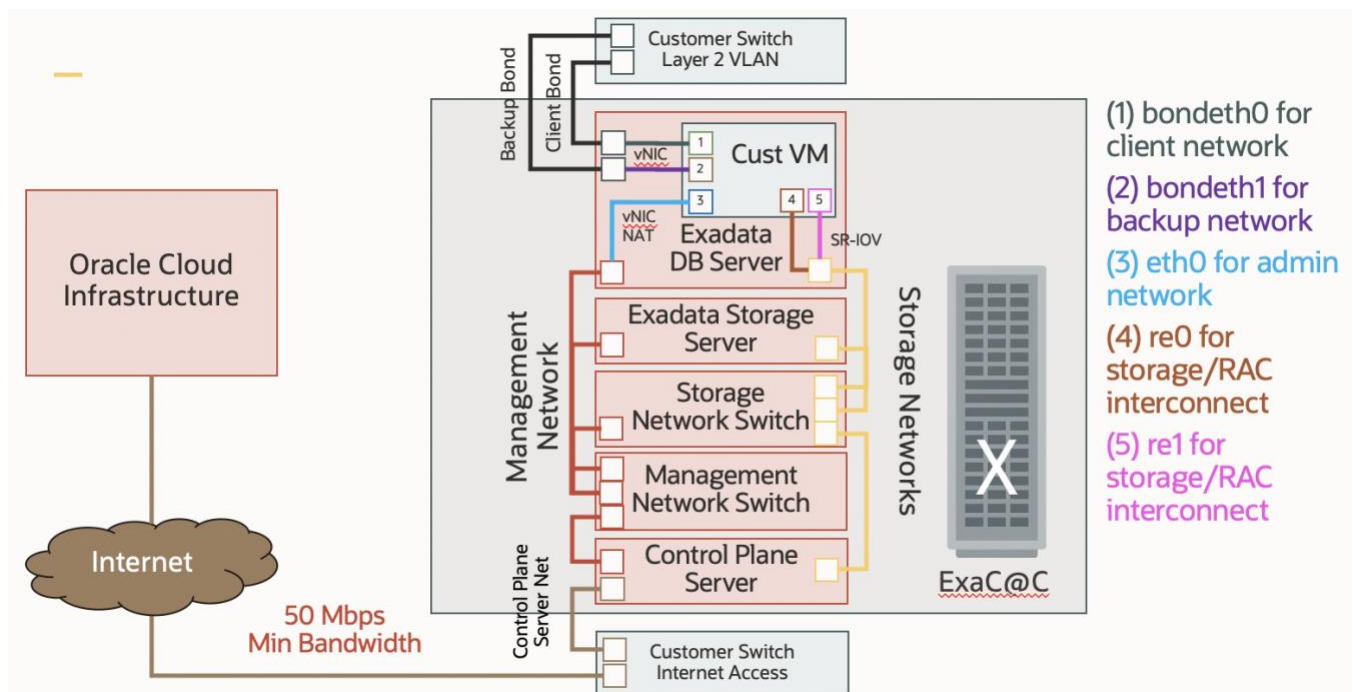 Customer Switch
Layer 2 VLAN
Backup Bond
Client Bond
vNIC
1
2
3
Cust VM
4
5
vNIC
NAT
SR-IOV
Exadata
DB Server
Oracle Cloud
Infrastructure
Management
Network
Exadata Storage
Server
Storage
Network Switch
Management
Network Switch
Control Plane
Server
Storage Networks
X
ExaC@C
Internet
50 Mbps
Min Bandwidth
Control Plane
Server Net
Customer Switch
Internet Access
(1) bondeth0 for
client network
(2) bondeth1 for
backup network
(3) eth0 for admin
network
(4) re0 for
storage/RAC
interconnect
(5) re1 for
storage/RAC
interconnect